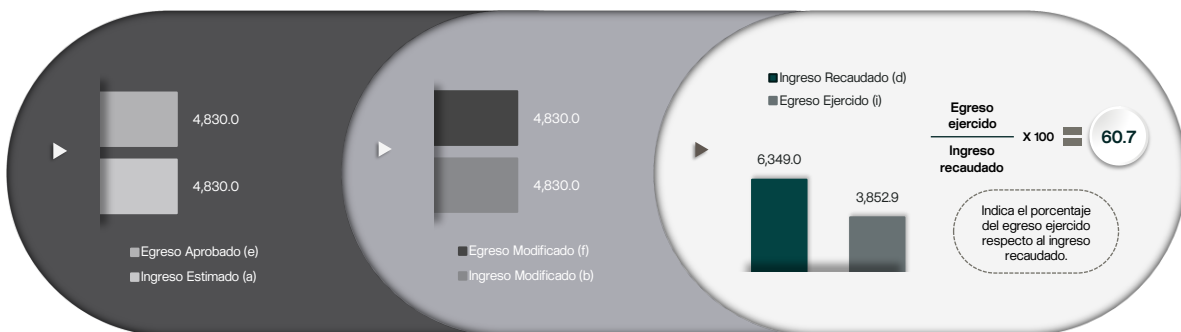 4,830.0
4,830.0
Egreso Aprobado (e)
Ingreso Estimado (a)
4,830.0
4,830.0
Egreso Modificado (f)
Ingreso Modificado (b)
Ingreso Recaudado (d)
Egreso Ejercido (i)
6,349.0
3,852.9
Egreso
ejercido
Ingreso
recaudado
X 100
=
60.7
Indica el porcentaje
del egreso ejercido
respecto al ingreso
recaudado.